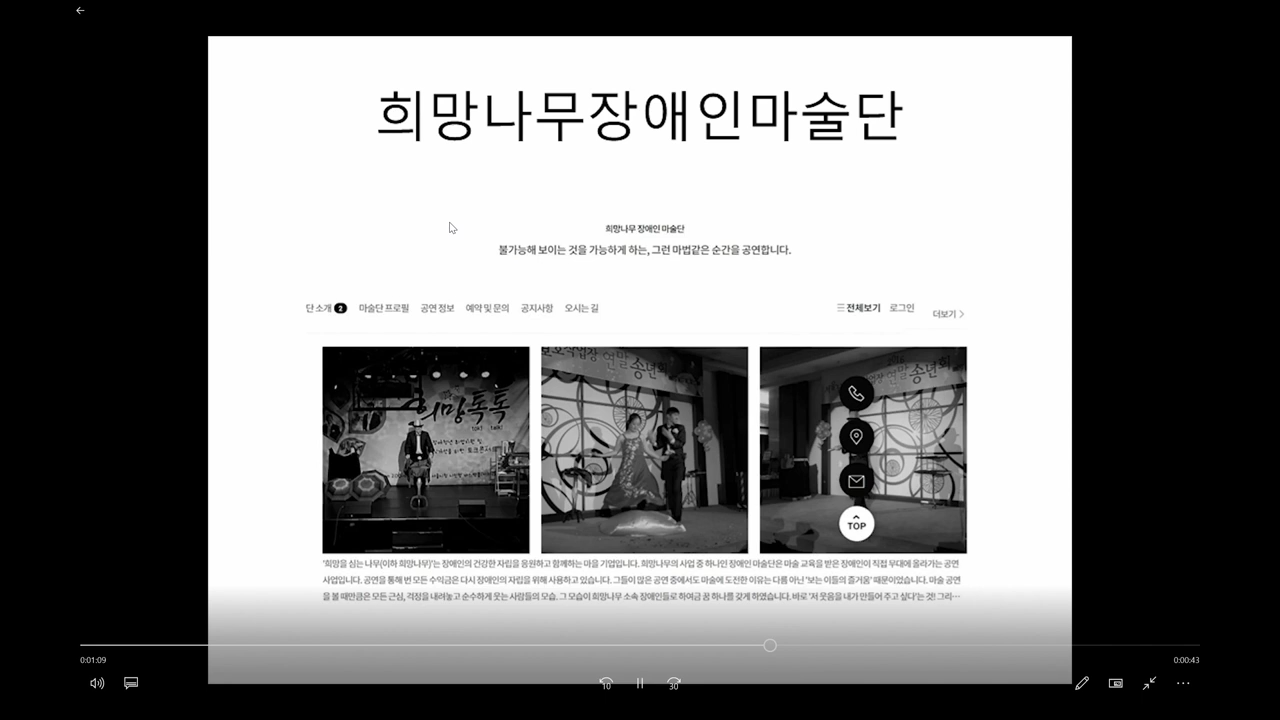 희망나무장애인마술단
희망나무 장애인 마술단
불가능해 보이는 것을 가능하게 하는, 그런 마법같은 순간을 공연합니다.
단 소개 2 마술단 프로필 공연 정보 예약 및 문의 공지사항 오시는 길 전체보기 로그인 더보기
연말 송년회
연말 송년회
희망톡톡
TOP
'희망을 심는 나무(이하 희망나무)'는 장애인의 건강한 자립을 응원하고 함께하는 마을 기업입니다. 희망나무의 사업 중 하나인 장애인 마술단은 마술 교육을 받은 장애인이 직접 무대에 올라가는 공연
사업입니다. 공연을 통해 번 모든 수익금은 다시 장애인의 자립을 위해 사용하고 있습니다. 그들이 많은 공연 중에서도 마술에 도전한 이유는 다름 아닌 '보는 이들의 즐거움' 때문이었습니다. 마술 공연
을 볼 때만큼은 모든 근심, 걱정을 내려놓고 순수하게 웃는 사람들의 모습. 그 모습이 희망나무 소속 장애인들로 하여금 꿈 하나를 갖게 하였습니다. 바로 '저 웃음을 내가 만들어 주고 싶다'는 것! 그리…
0:01:09 0:00:43
10 30